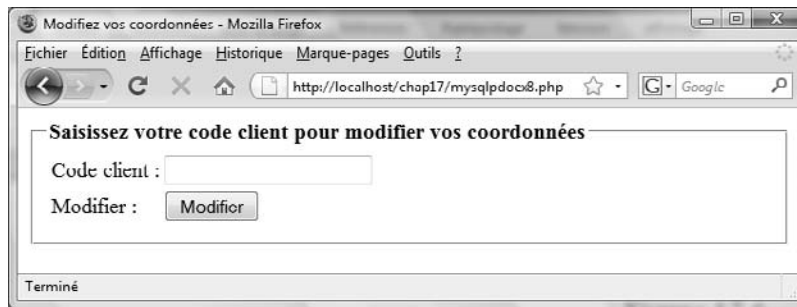 Modifiez vos coordonnées - Mozilla Firefox
Fichier Édition Affichage Historique Marque-pages Outils ?
http://localhost/chap17/mysqlpdocx8.php
G Google
Saisissez votre code client pour modifier vos coordonnées
Code client :
Modifier : Modifier
Terminé